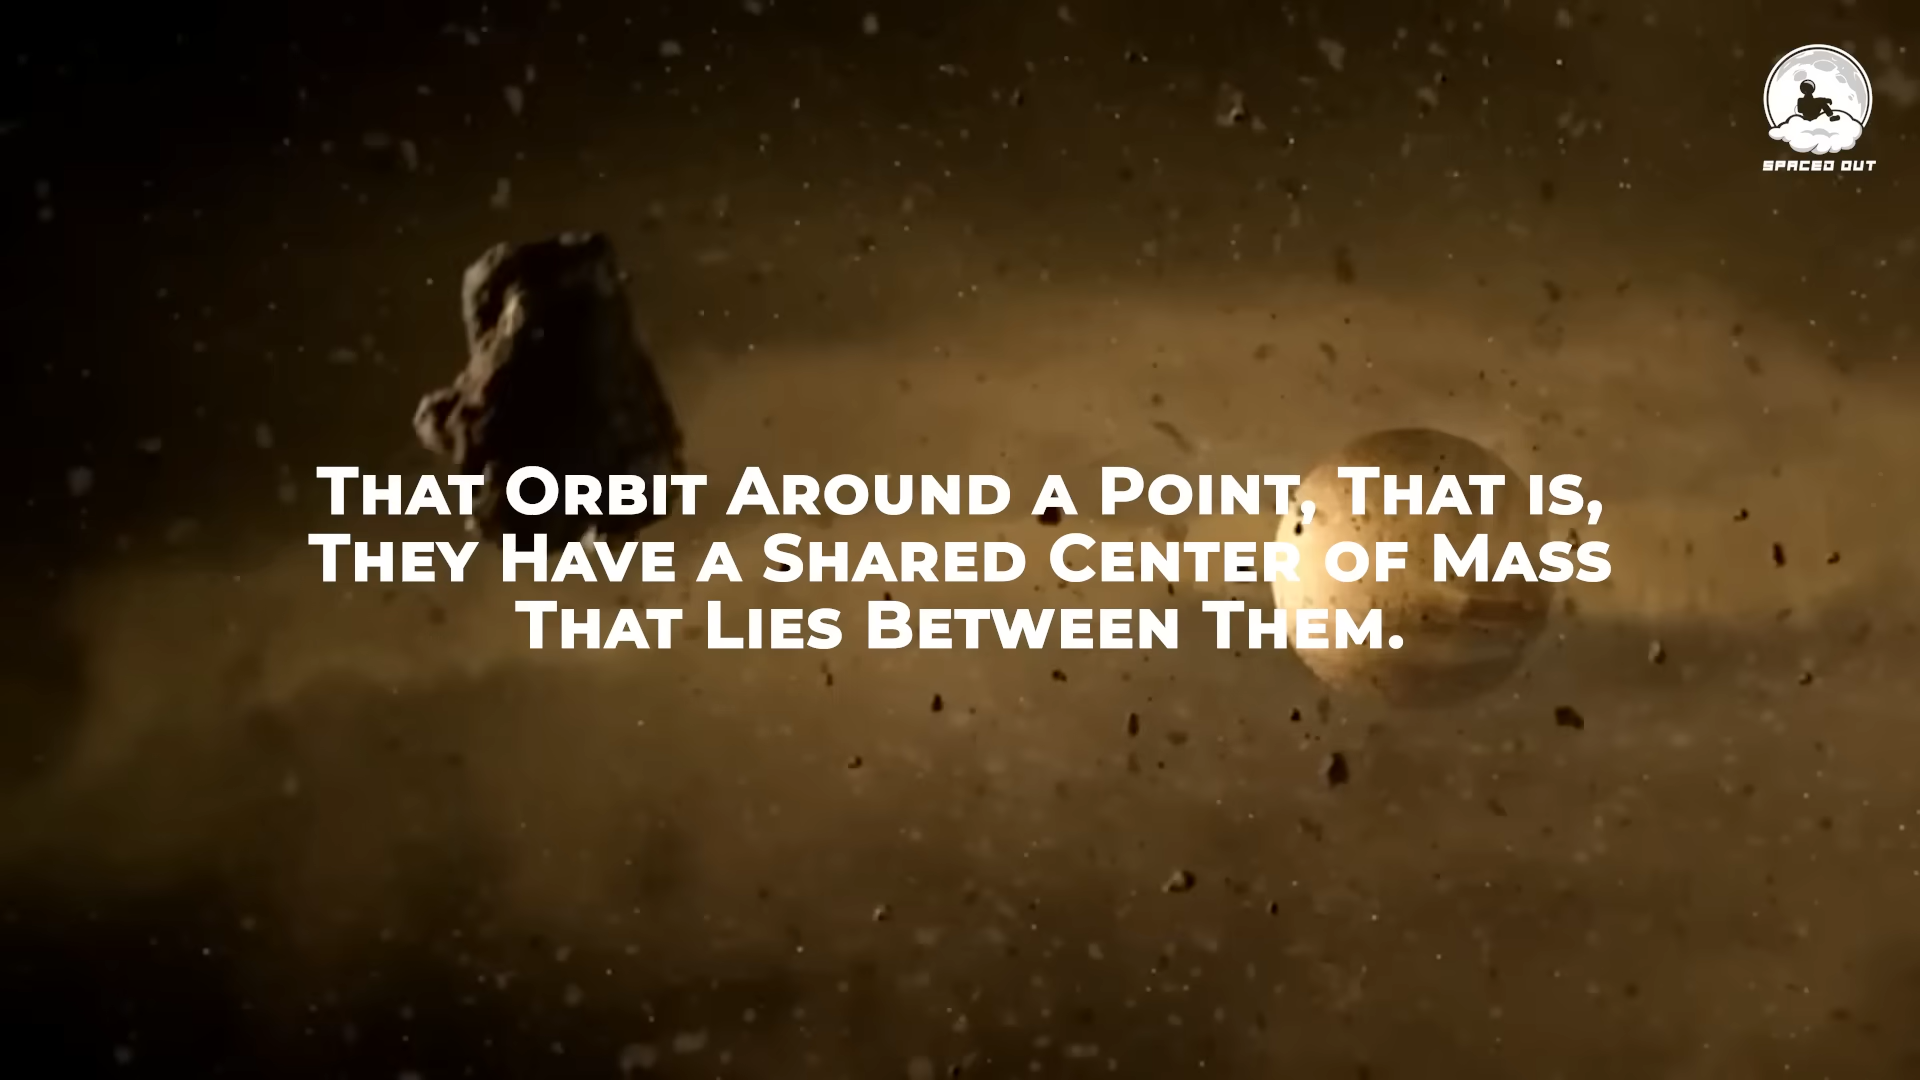 SPACED OUT
That Orbit Around a Point, That is,
They Have a Shared Center of Mass
That Lies Between Them.